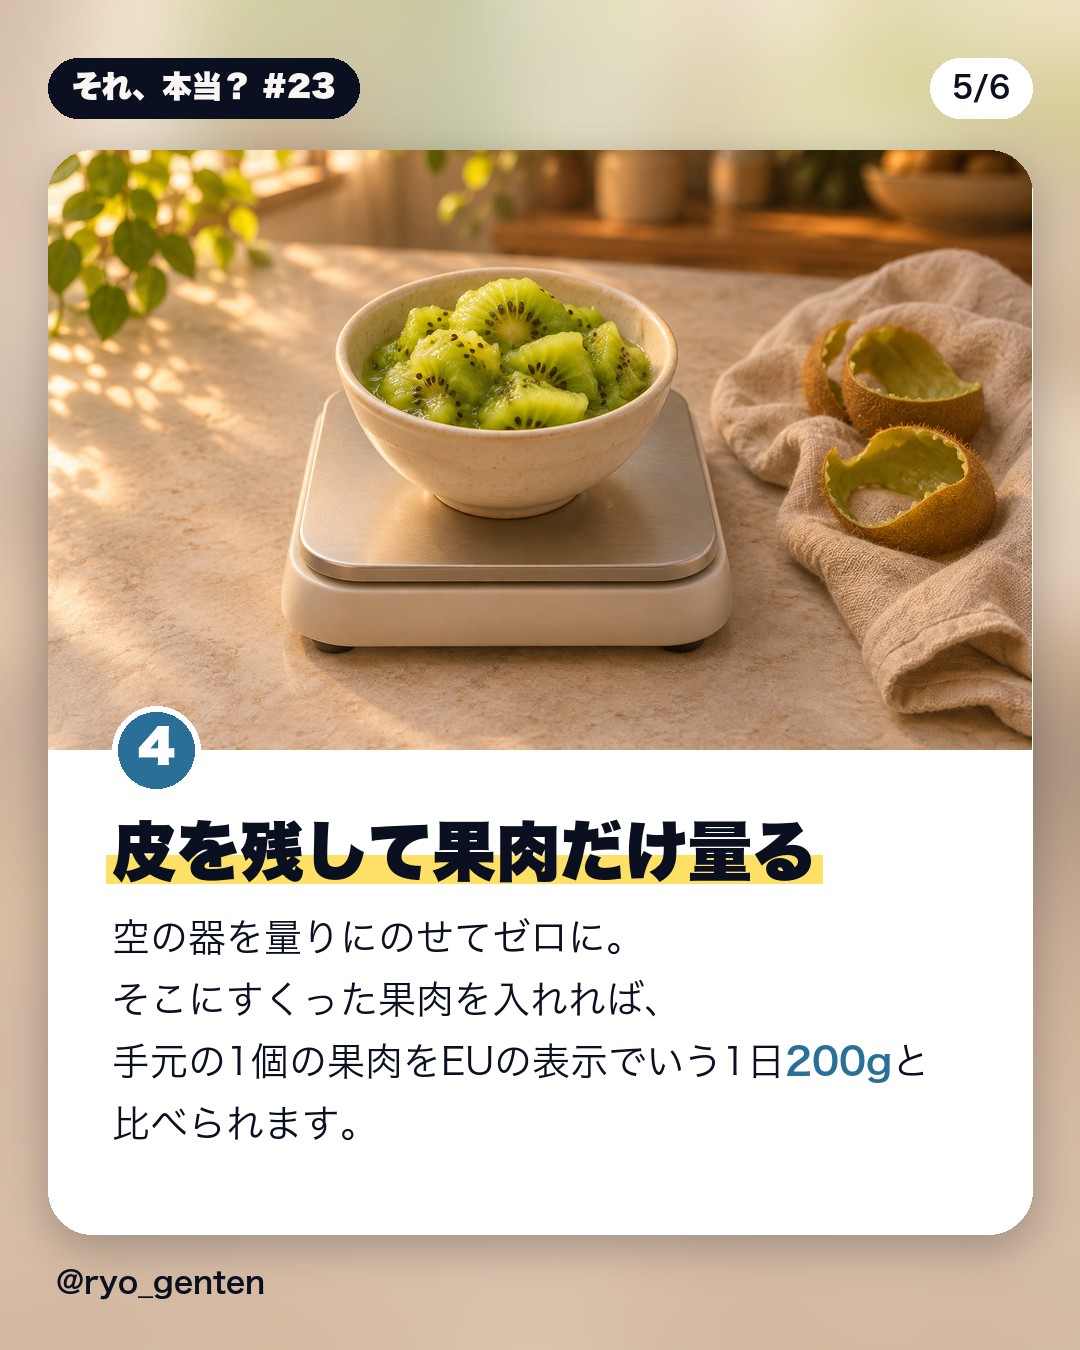 それ、本当？ #23
5/6
4
皮を残して果肉だけ量る
空の器を量りにのせてゼロに。
そこにすくった果肉を入れれば、
手元の1個の果肉をEUの表示でいう1日200gと
比べられます。
@ryo_genten